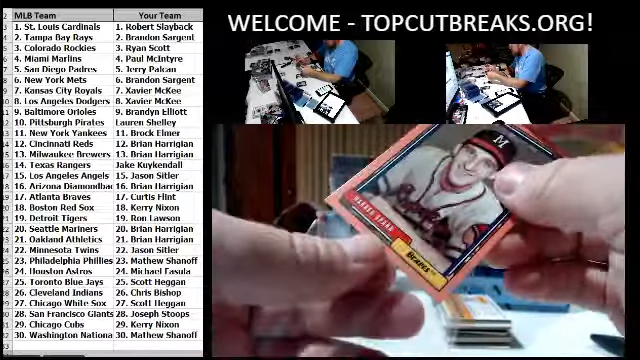 WELCOME - TOPCUTBREAKS.ORG!
MLB Team Your Team
1. St. Louis Cardinals 1. Robert Slayback
2. Tampa Bay Rays 2. Brandon Sargent
3. Colorado Rockies 3. Ryan Scott
4. Miami Marlins 4. Paul McIntyre
5. San Diego Padres 5. Terry Palcan
6. New York Mets 6. Brandon Sargent
7. Kansas City Royals 7. Xavier McKee
8. Los Angeles Dodgers 8. Xavier McKee
9. Baltimore Orioles 9. Brandyn Elliott
10. Pittsburgh Pirates Lauren Shelley
11. New York Yankees 11. Brock Elmer
12. Cincinnati Reds 12. Brian Harrigian
13. Milwaukee Brewers 13. Brian Harrigian
14. Texas Rangers Jake Kuykendall
15. Los Angeles Angels 15. Jason Sitler
16. Arizona Diamondbac 16. Brian Harrigian
17. Atlanta Braves 17. Curtis Flint
18. Boston Red Sox 18. Kerry Nixon
19. Detroit Tigers 19. Ron Lawson
20. Seattle Mariners 20. Brian Harrigian
21. Oakland Athletics 21. Brian Harrigian
22. Minnesota Twins 22. Jason Sitler
23. Philadelphia Phillies 23. Mathew Shanoff
24. Houston Astros 24. Michael Fasula
25. Toronto Blue Jays 25. Scott Heggan
26. Cleveland Indians 26. Chris Bishop
27. Chicago White Sox 27. Scott Heggan
28. San Francisco Giants 28. Joseph Stoops
29. Chicago Cubs 29. Kerry Nixon
30. Washington Nationa 30. Mathew Shanoff
M
WARREN SPAHN
Braves